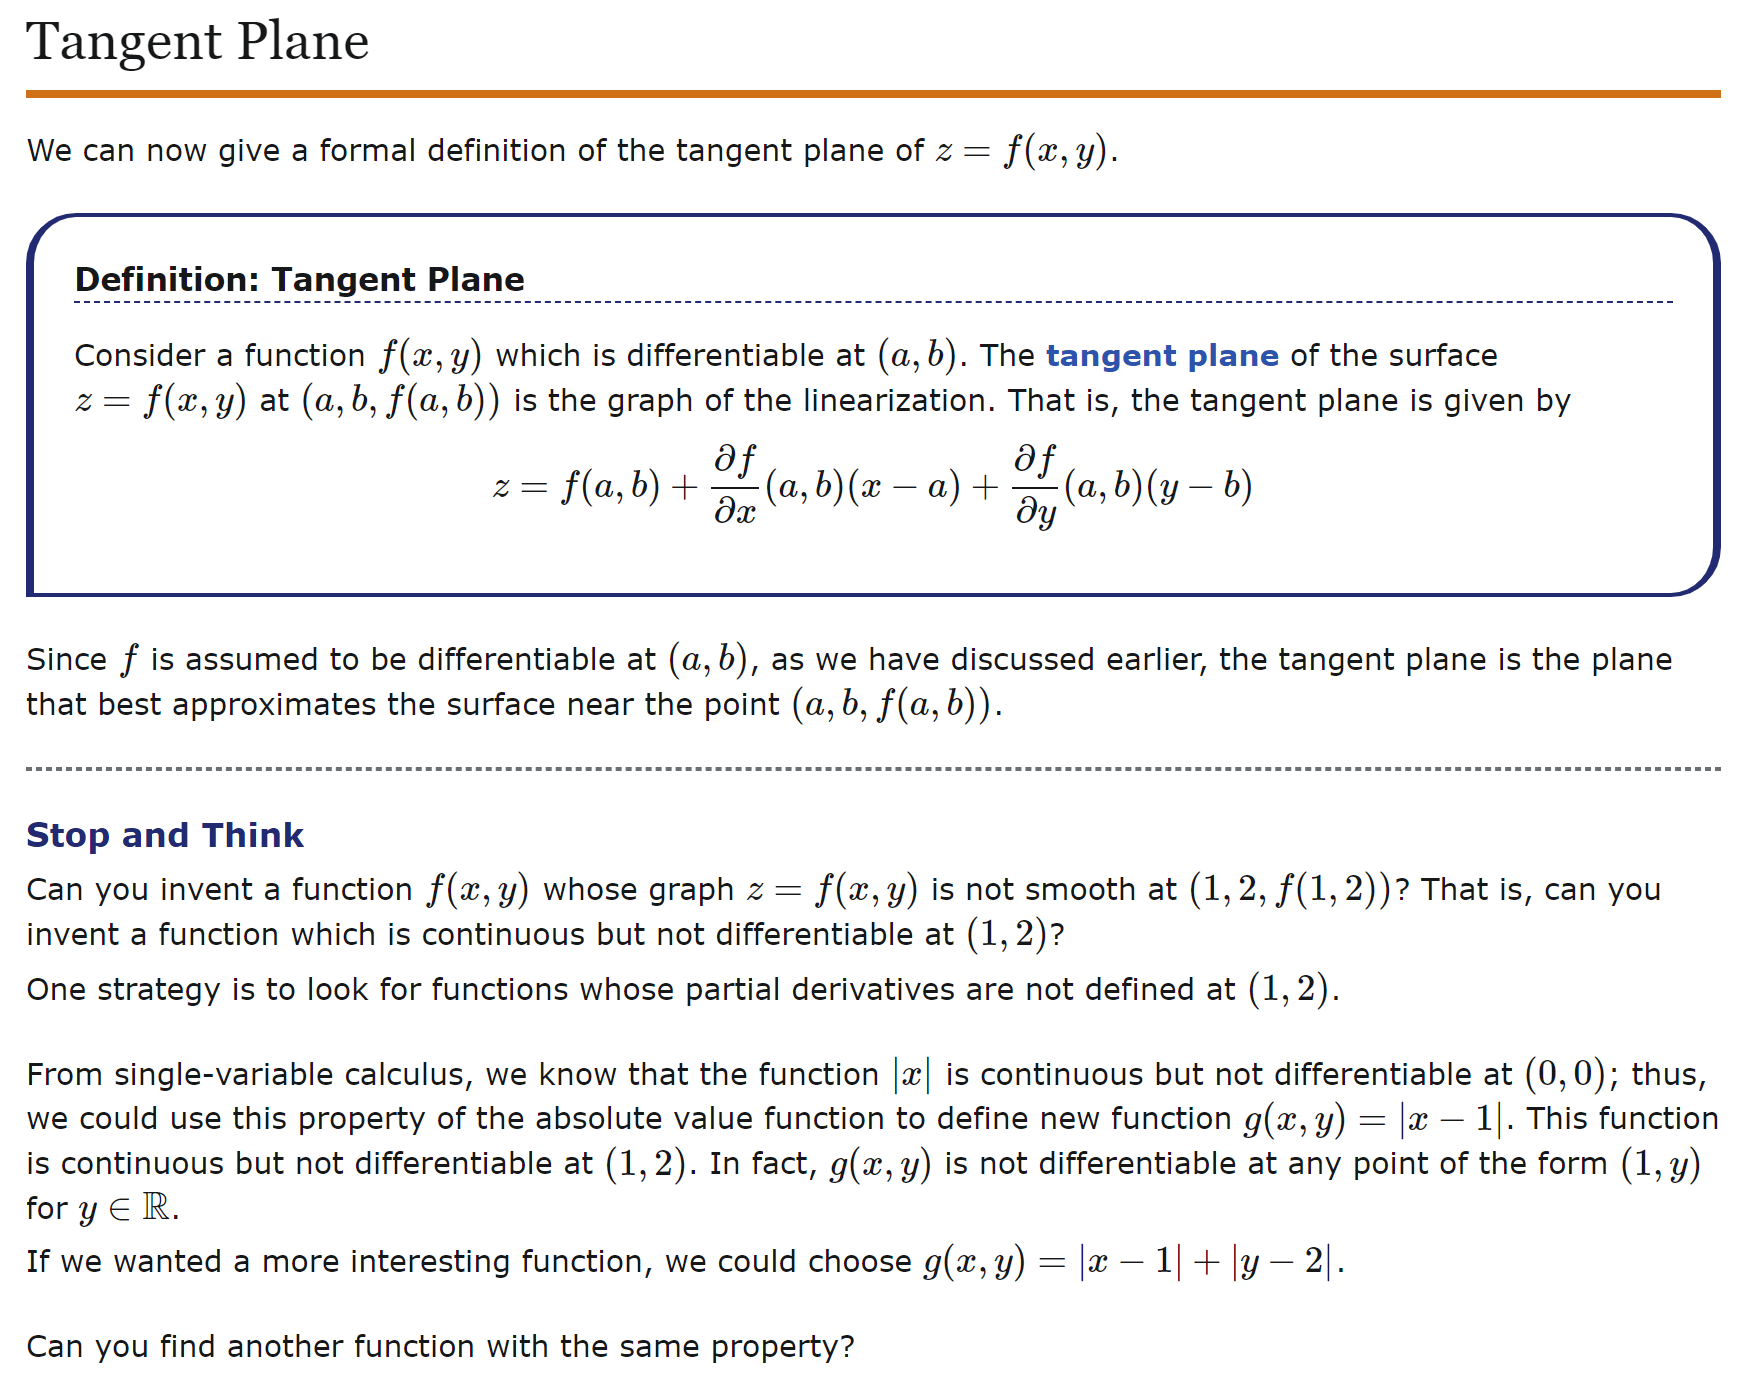 Tangent Plane
We can now give a formal definition of the tangent plane of $z = f(x, y)$.
Definition: Tangent Plane
Consider a function $f(x, y)$ which is differentiable at $(a, b)$. The tangent plane of the surface
$z = f(x, y)$ at $(a, b, f(a, b))$ is the graph of the linearization. That is, the tangent plane is given by
$z = f(a, b) + \dfrac{\partial f}{\partial x}(a, b)(x - a) + \dfrac{\partial f}{\partial y}(a, b)(y - b)$
Since $f$ is assumed to be differentiable at $(a, b)$, as we have discussed earlier, the tangent plane is the plane
that best approximates the surface near the point $(a, b, f(a, b))$.
Stop and Think
Can you invent a function $f(x, y)$ whose graph $z = f(x, y)$ is not smooth at $(1, 2, f(1, 2))$? That is, can you
invent a function which is continuous but not differentiable at $(1, 2)$?
One strategy is to look for functions whose partial derivatives are not defined at $(1, 2)$.
From single-variable calculus, we know that the function $|x|$ is continuous but not differentiable at $(0, 0)$; thus,
we could use this property of the absolute value function to define new function $g(x, y) = |x - 1|$. This function
is continuous but not differentiable at $(1, 2)$. In fact, $g(x, y)$ is not differentiable at any point of the form $(1, y)$
for $y \in \mathbb{R}$.
If we wanted a more interesting function, we could choose $g(x, y) = |x - 1| + |y - 2|$.
Can you find another function with the same property?